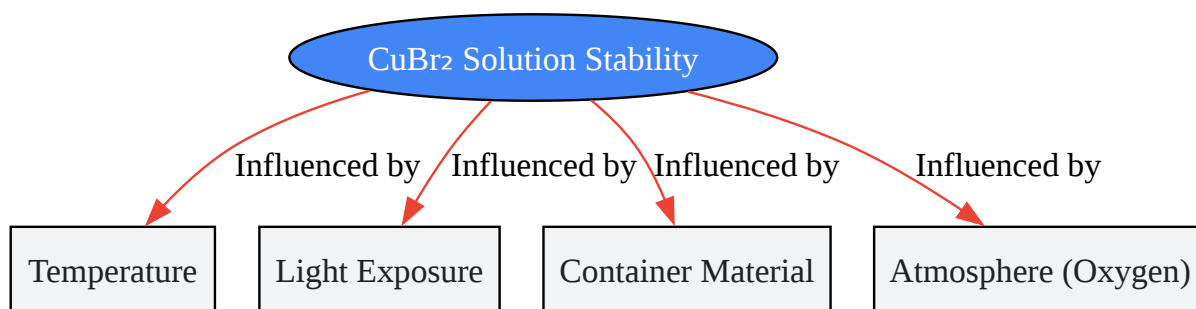 CuBr₂ Solution Stability
Influenced by
Influenced by
Influenced by
Influenced by
Temperature
Light Exposure
Container Material
Atmosphere (Oxygen)